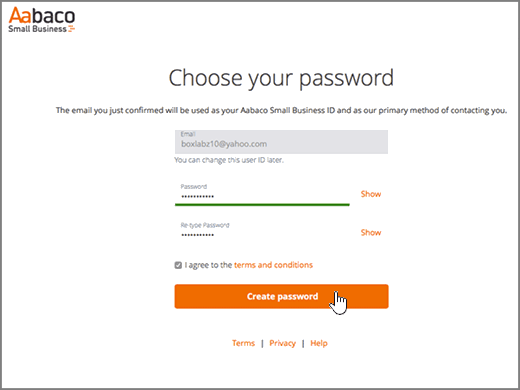 Aabaco
Small Business
Choose your password
The email you just confirmed will be used as your Aabaco Small Business ID and as our primary method of contacting you.
Email
boxlabz10@yahoo.com
You can change this user ID later.
Password
••••••••••• Show
Re-type Password
••••••••••• Show
I agree to the terms and conditions
Create password
Terms | Privacy | Help